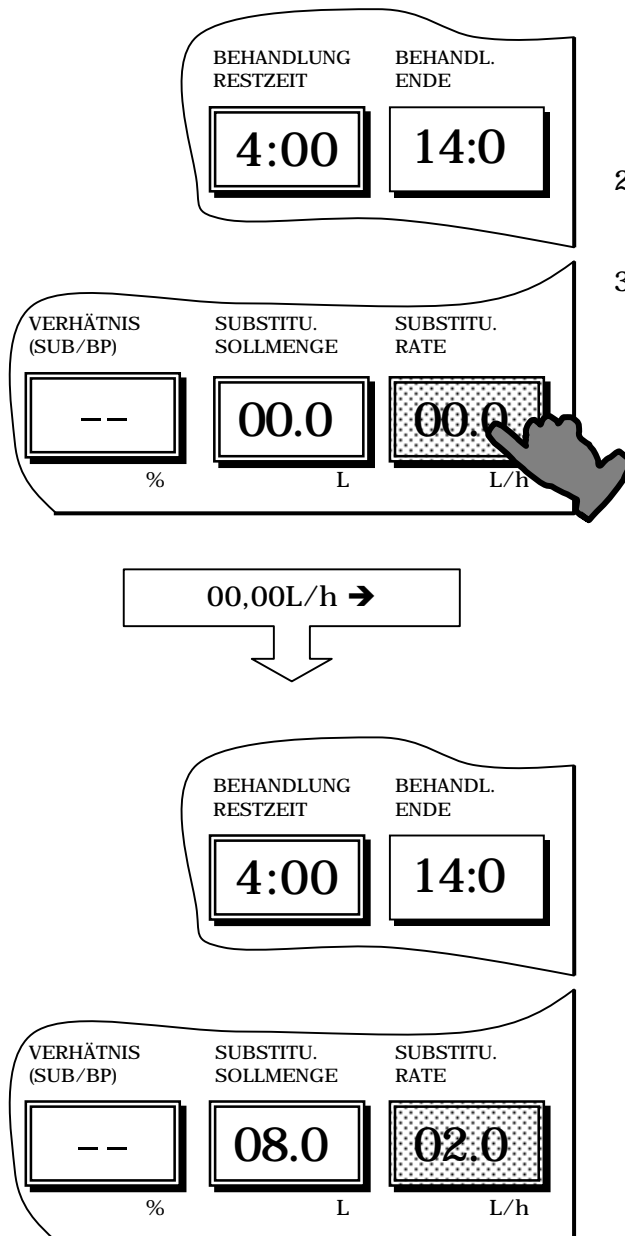 BEHANDLUNG BEHANDL.
RESTZEIT ENDE
4:00 14:0
2
3
VERHÄTNIS SUBSTITU. SUBSTITU.
(SUB/BP) SOLLMENGE RATE
-- 00.0 00.0
% L L/h
00,00L/h ➔
BEHANDLUNG BEHANDL.
RESTZEIT ENDE
4:00 14:0
VERHÄTNIS SUBSTITU. SUBSTITU.
(SUB/BP) SOLLMENGE RATE
-- 08.0 02.0
% L L/h